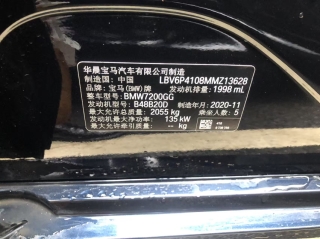 华晨宝马汽车有限公司制造
制造国：中国 LBV6P4108MMZ13628
品牌：宝马(BMW)牌 发动机排量：1998 mL
整车型号：BMW7200GG
发动机型号：B48B20D 制造年月：2020-11
最大允许总质量：2055 kg 乘坐人数：5
发动机最大净功率：135 kW
最大允许牵引质量：-- kg